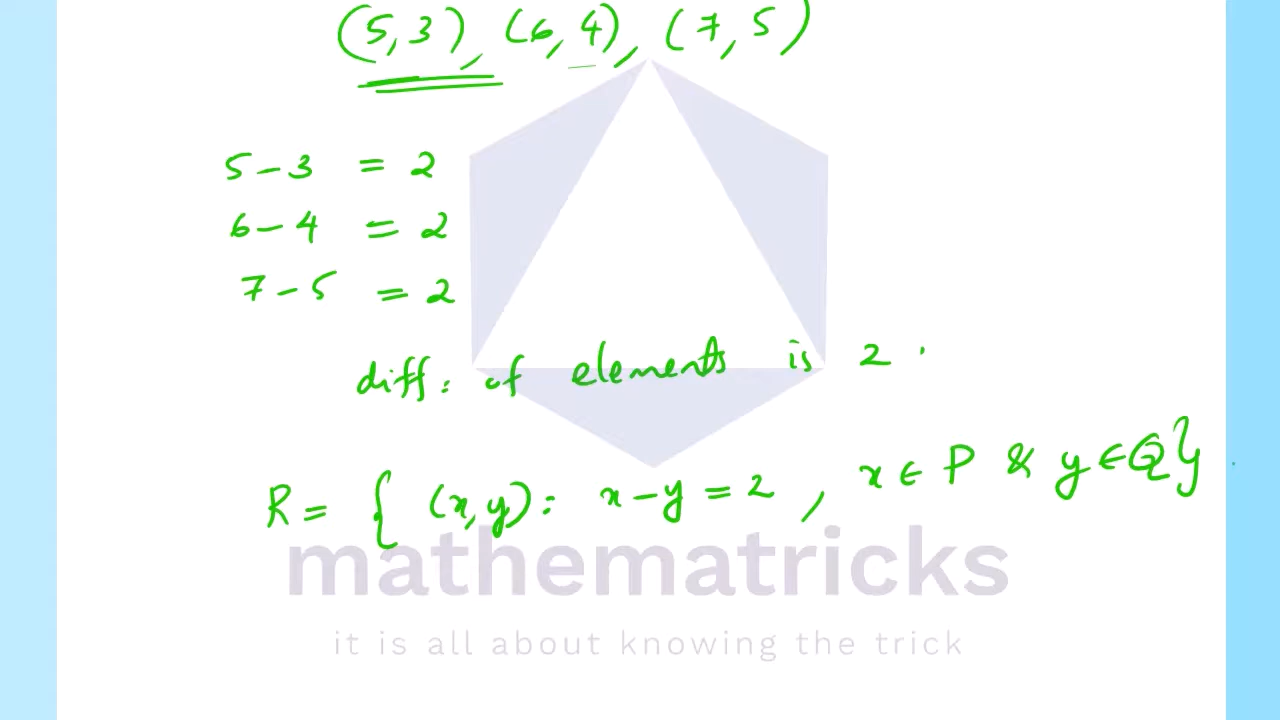 (5,3), (6,4), (7,5)
5-3 = 2
6-4 = 2
7-5 = 2
diff. of elements is 2.
R = { (x,y): x-y=2, x∈P & y∈Q}
mathematricks
it is all about knowing the trick